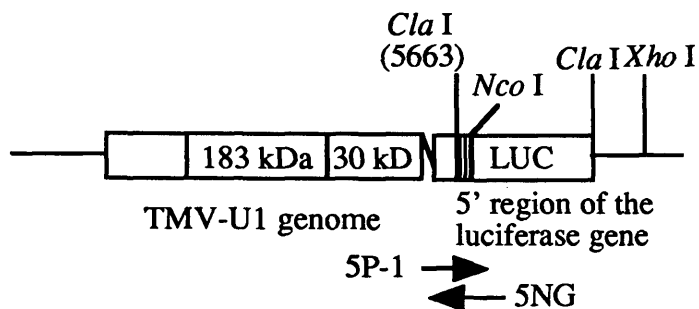 Cla I
(5663)
Cla I Xho I
Nco I
183 kDa
30 kD
LUC
TMV-U1 genome
5' region of the
luciferase gene
5P-1
5NG